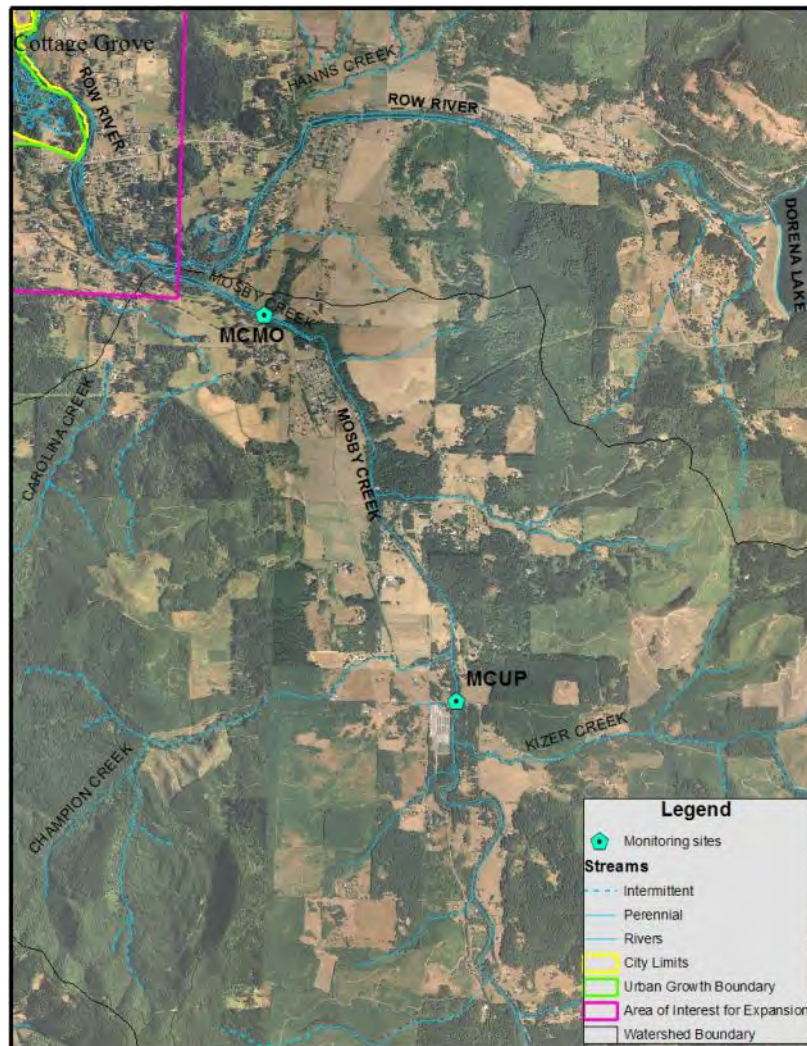 Cottage Grove
ROW RIVER
HANNS CREEK
ROW RIVER
DORENA LAKE
MOSBY CREEK
MCMO
CAROLINA CREEK
MOSBY CREEK
MCUP
KIZER CREEK
CHAMPION CREEK
Legend
Monitoring sites
Streams
Intermittent
Perennial
Rivers
City Limits
Urban Growth Boundary
Area of Interest for Expansion
Watershed Boundary